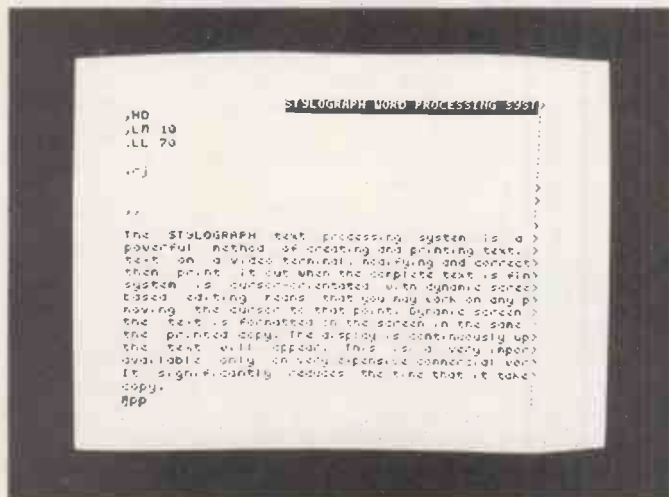 STYLOGRAPH WORD PROCESSING SYST>
,HD
,LM 10
.LL 70
The STYLOGRAPH text processing system is a >
powerful method of creating and printing text.
text on a video terminal, modifying and correct>
then print it out when the complete text is fin>
system is cursor-orientated with dynamic scree>
based editing means that you may work on any p>
moving the cursor to that point. Dynamic screen >
the text is formatted on the screen in the same
the printed copy. The display is continuously up>
the text will appear. This is a very impor>
available only on very expensive commercial wor>
It significantly reduces the time that it take>
copy.
pp